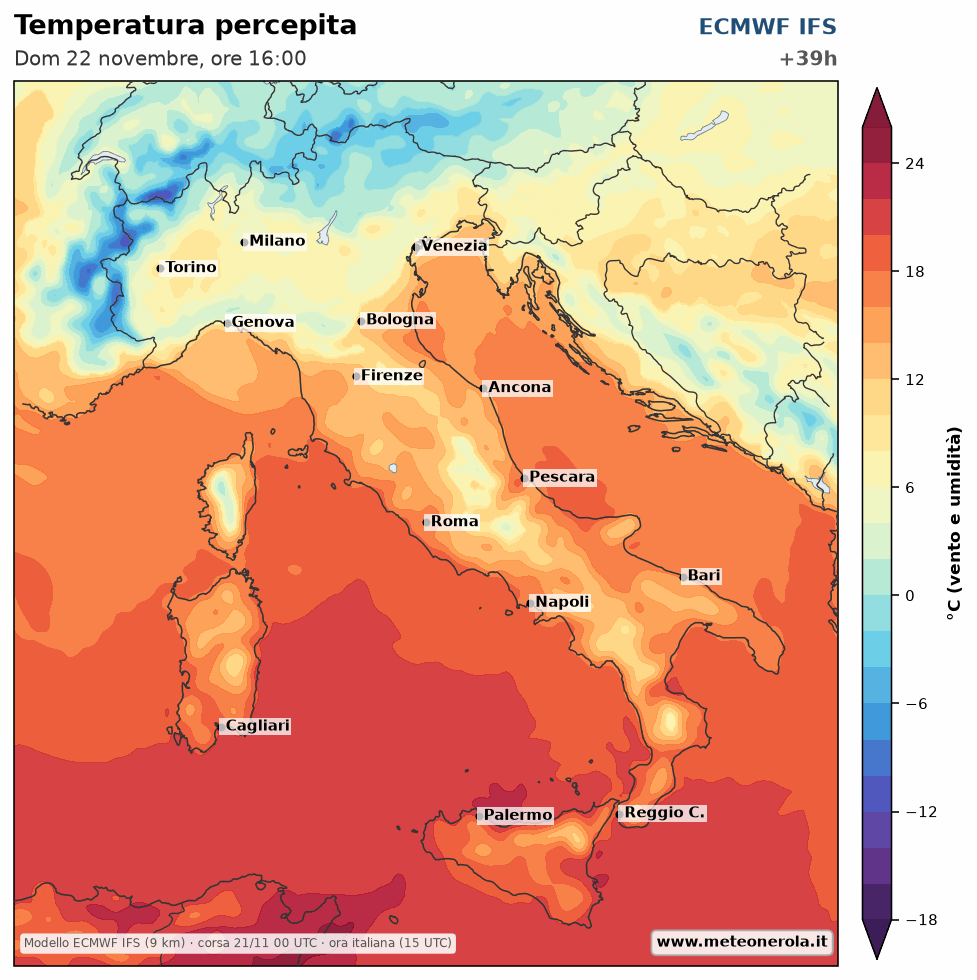 Temperatura percepita
ECMWF IFS
Dom 22 novembre, ore 16:00
+39h
Milano
Venezia
Torino
Genova
Bologna
Firenze
Ancona
Pescara
Roma
Bari
Napoli
Cagliari
Palermo
Reggio C.
24
18
12
6
0
−6
−12
−18
°C (vento e umidità)
Modello ECMWF IFS (9 km) · corsa 21/11 00 UTC · ora italiana (15 UTC)
www.meteonerola.it